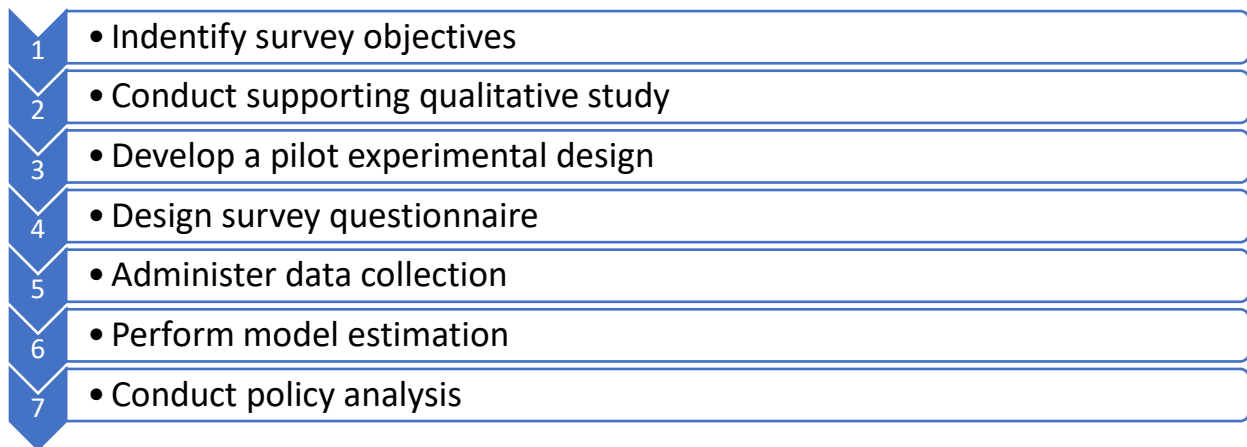 1 • Indentify survey objectives
2 • Conduct supporting qualitative study
3 • Develop a pilot experimental design
4 • Design survey questionnaire
5 • Administer data collection
6 • Perform model estimation
7 • Conduct policy analysis